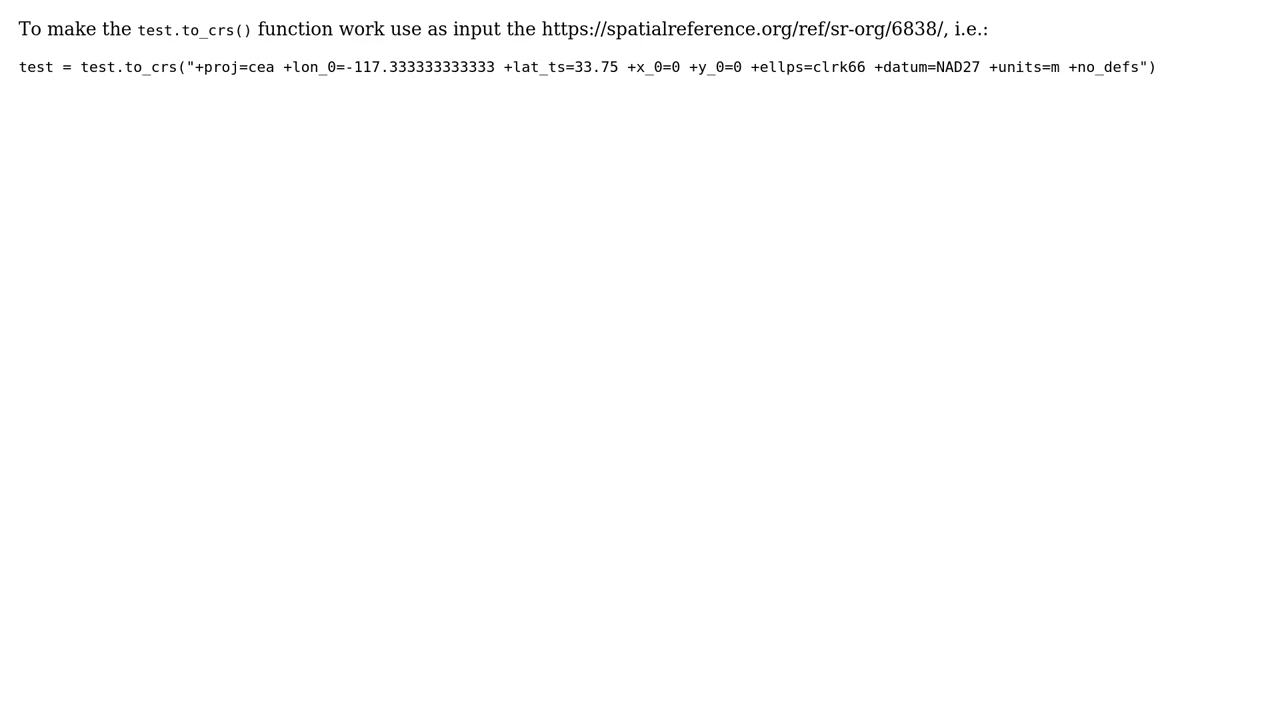 To make the test.to_crs() function work use as input the https://spatialreference.org/ref/sr-org/6838/, i.e.:
test = test.to_crs("+proj=cea +lon_0=-117.333333333333 +lat_ts=33.75 +x_0=0 +y_0=0 +ellps=clrk66 +datum=NAD27 +units=m +no_defs")